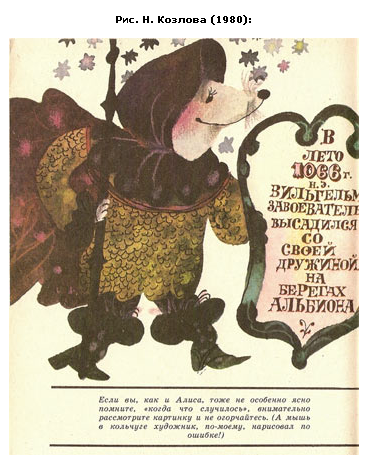 Рис. Н. Козлова (1980):
В
ЛЕТО
1066 г.
Н.Э.
ВИЛЬГЕЛЬМ
ЗАВОЕВАТЕЛЬ
ВЫСАДИЛСЯ
СО
СВОЕЙ
ДРУЖИНОЙ
НА
БЕРЕГАХ
АЛЬБИОНА
Если вы, как и Алиса, тоже не особенно ясно
помните, «когда что случилось», внимательно
рассмотрите картинку и не огорчайтесь. (А мышь
в кольчуге художник, по-моему, нарисовал по
ошибке!)